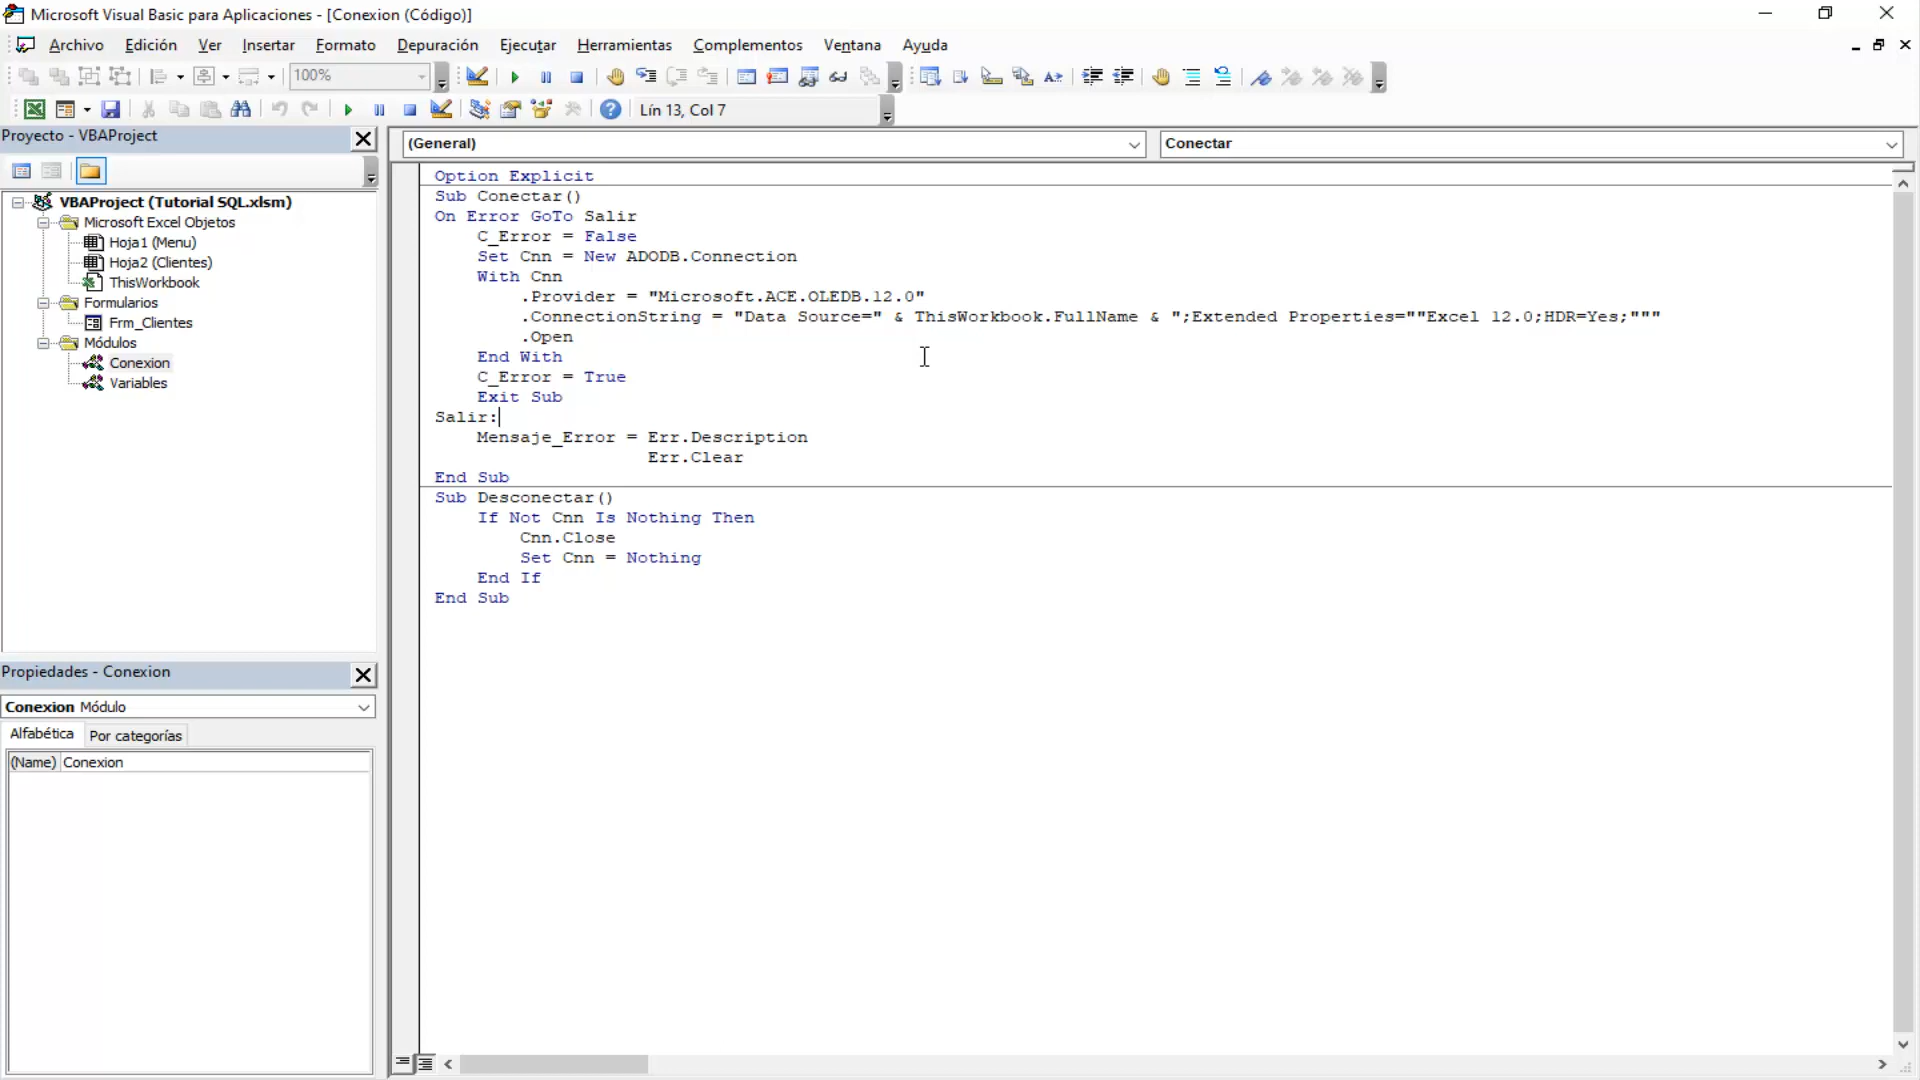 Microsoft Visual Basic para Aplicaciones - [Conexion (Código)]
Archivo Edición Ver Insertar Formato Depuración Ejecutar Herramientas Complementos Ventana Ayuda
100%
Lín 13, Col 7
Proyecto - VBAProject
VBAProject (Tutorial SQL.xlsm)
Microsoft Excel Objetos
Hoja1 (Menu)
Hoja2 (Clientes)
ThisWorkbook
Formularios
Frm_Clientes
Módulos
Conexion
Variables
Propiedades - Conexion
Conexion Módulo
Alfabética Por categorías
(Name) Conexion
(General) Conectar
Option Explicit
Sub Conectar()
On Error GoTo Salir
    C_Error = False
    Set Cnn = New ADODB.Connection
    With Cnn
        .Provider = "Microsoft.ACE.OLEDB.12.0"
        .ConnectionString = "Data Source=" & ThisWorkbook.FullName & ";Extended Properties=""Excel 12.0;HDR=Yes;"""
        .Open
    End With
    C_Error = True
    Exit Sub
Salir:
    Mensaje_Error = Err.Description
                    Err.Clear
End Sub
Sub Desconectar()
    If Not Cnn Is Nothing Then
        Cnn.Close
        Set Cnn = Nothing
    End If
End Sub